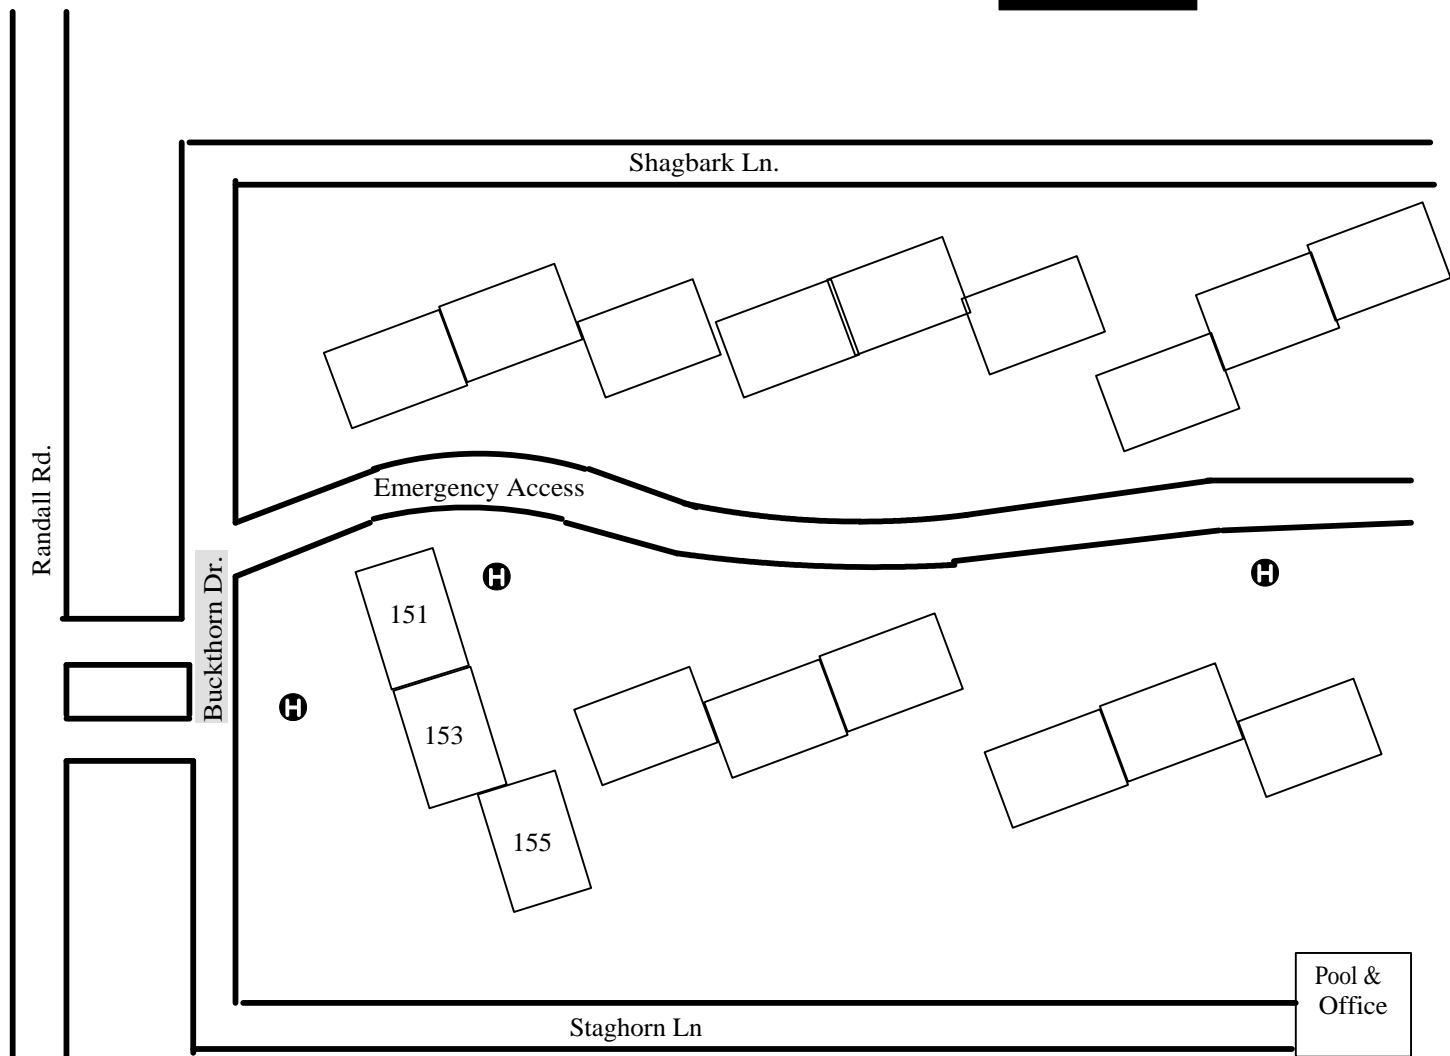 Shagbark Ln.
Randall Rd.
Emergency Access
Buckthorn Dr.
H
H
151
H
153
155
Pool &
Office
Staghorn Ln